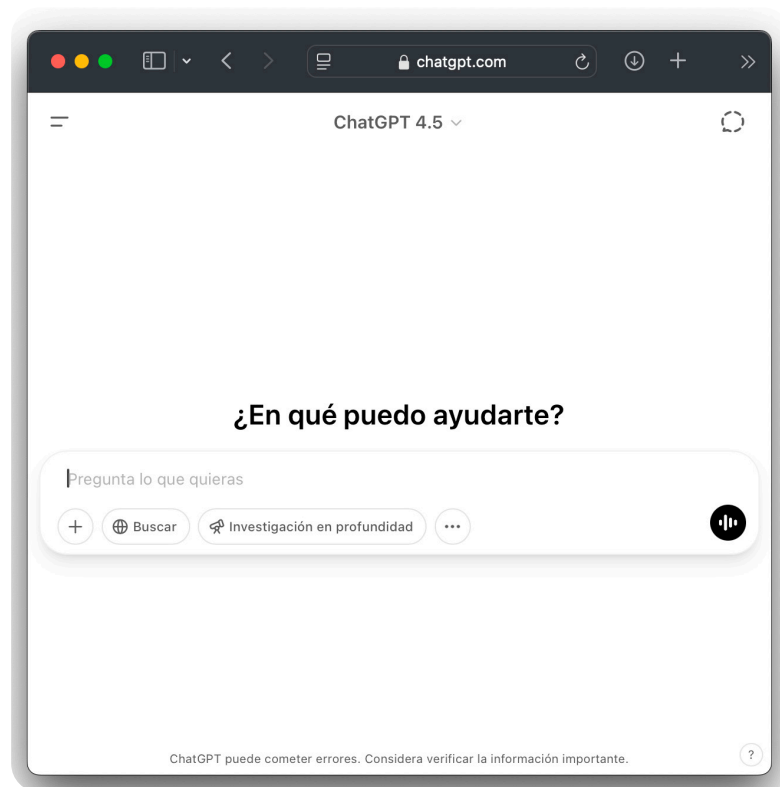 chatgpt.com
ChatGPT 4.5
¿En qué puedo ayudarte?
Pregunta lo que quieras
Buscar
Investigación en profundidad
ChatGPT puede cometer errores. Considera verificar la información importante.
?